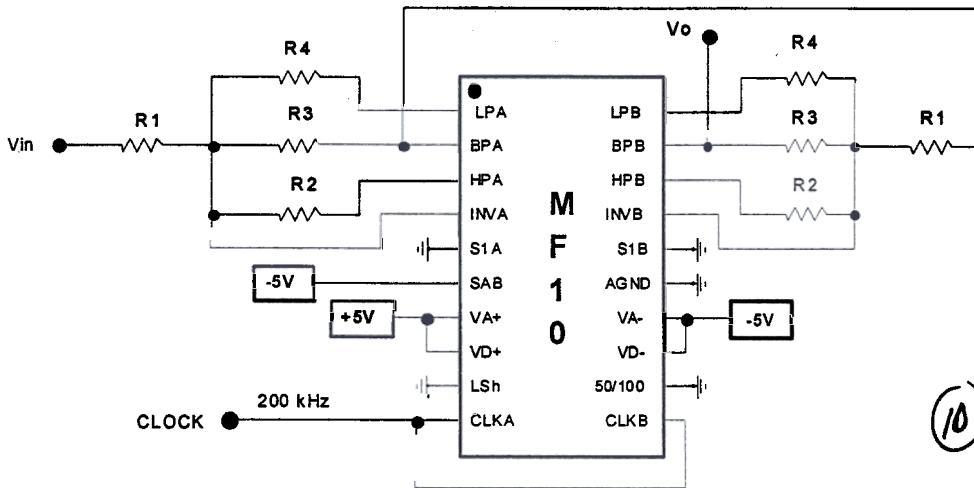 Vo
R4
R4
LPA
LPB
R1
R3
R3
R1
Vin
BPA
BPB
R2
HPA
HPB
R2
INVA
INVB
MF10
S1A
S1B
-5V
SAB
AGND
+5V
VA+
VA-
-5V
VD+
VD-
LSh
50/100
200 kHz
CLOCK
CLKA
CLKB
10